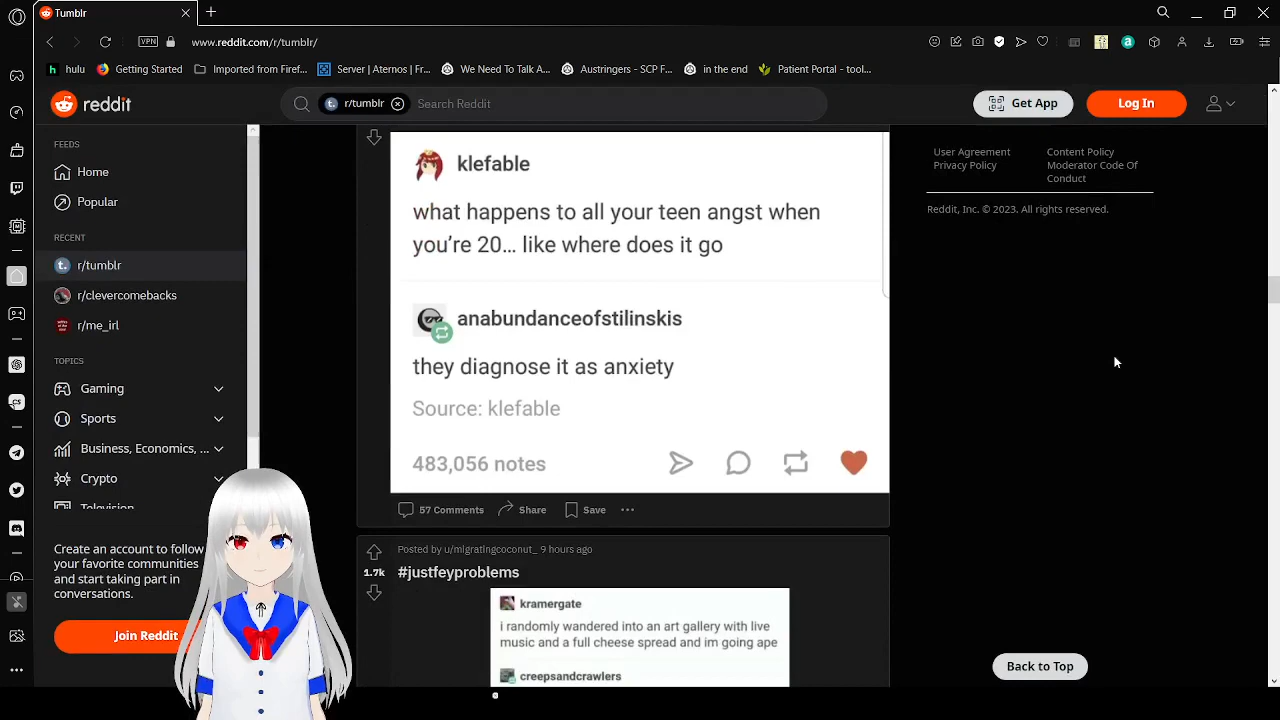 Tumblr
www.reddit.com/r/tumblr/
VPN
hulu
Getting Started
Imported from Firef...
Server | Aternos | Fr...
We Need To Talk A...
Austringers - SCP F...
in the end
Patient Portal - tool...
reddit
r/tumblr
Search Reddit
Get App
Log In
FEEDS
Home
Popular
RECENT
r/tumblr
r/clevercomebacks
r/me_irl
TOPICS
Gaming
Sports
Business, Economics, ...
Crypto
Television
Create an account to follow
your favorite communities
and start taking part in
conversations.
Join Reddit
klefable
what happens to all your teen angst when
you're 20... like where does it go
anabundanceofstilinskis
they diagnose it as anxiety
Source: klefable
483,056 notes
57 Comments
Share
Save
Posted by u/migratingcoconut_ 9 hours ago
1.7k
#justfeyproblems
kramergate
i randomly wandered into an art gallery with live
music and a full cheese spread and im going ape
creepsandcrawlers
User Agreement
Privacy Policy
Content Policy
Moderator Code Of
Conduct
Reddit, Inc. © 2023. All rights reserved.
Back to Top